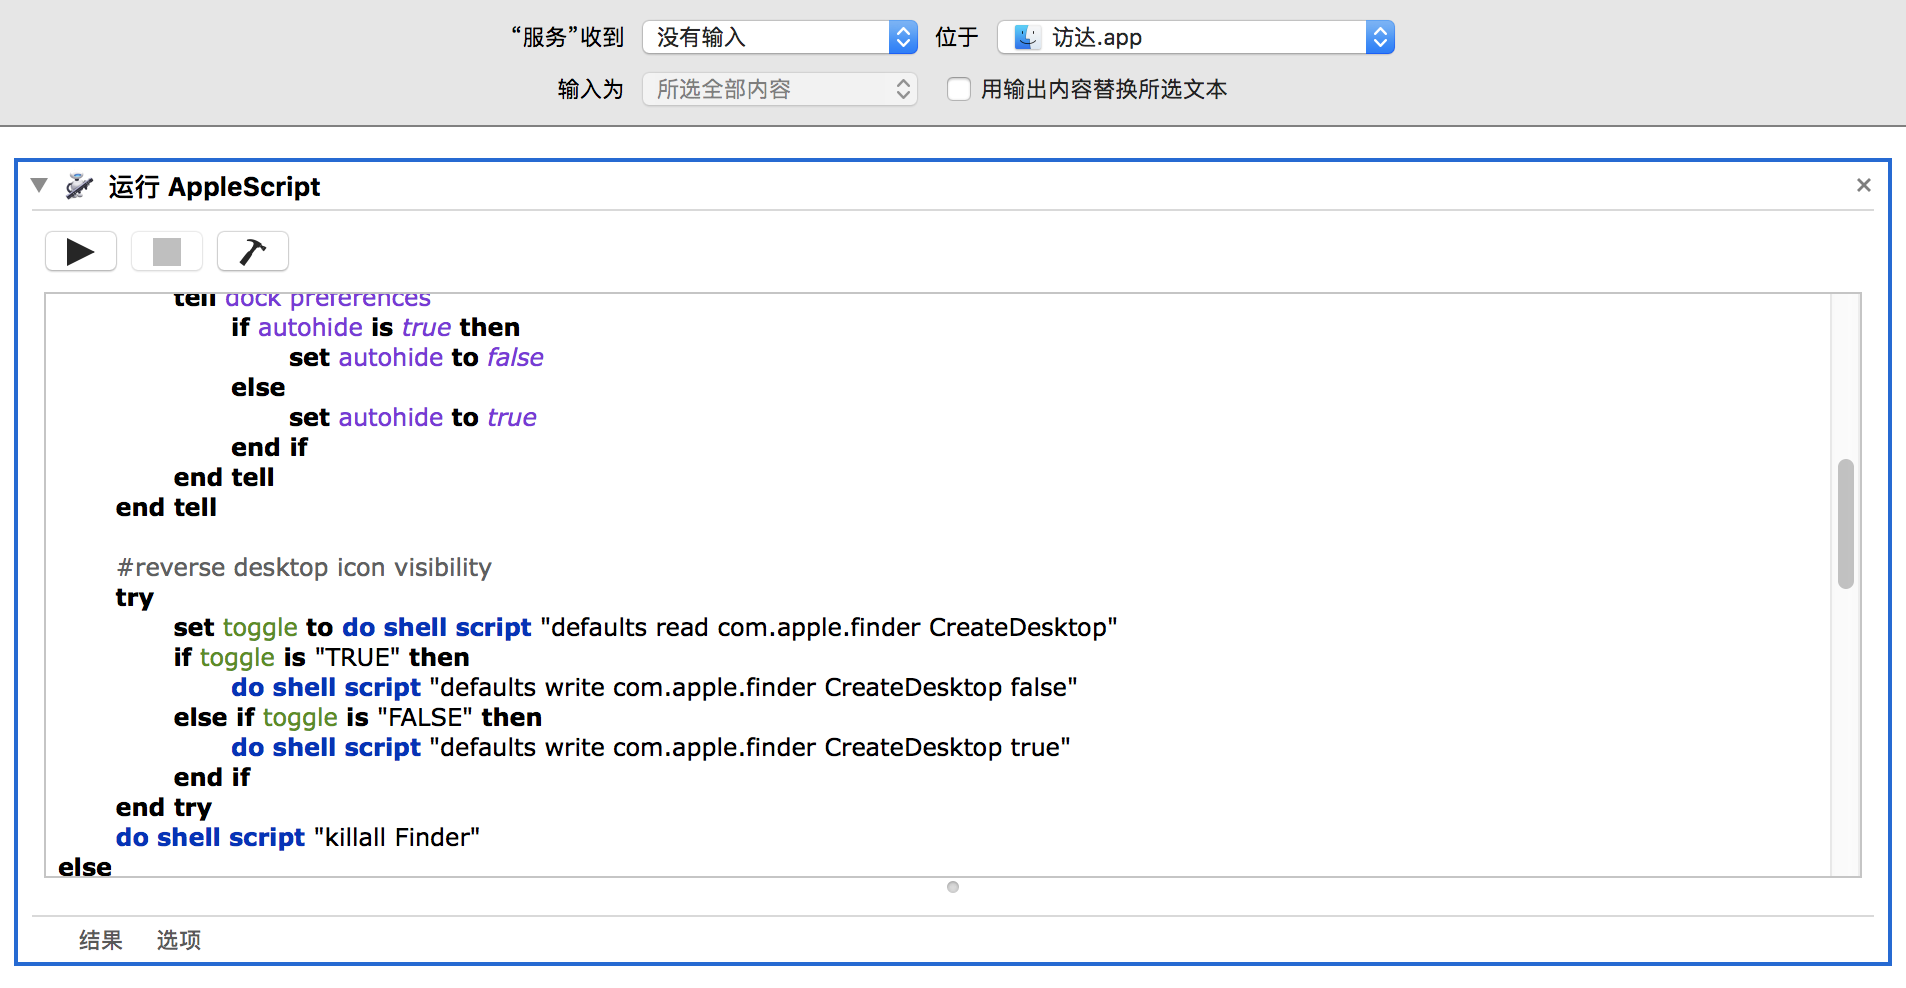 “服务”收到 没有输入 位于 访达.app
输入为 所选全部内容 用输出内容替换所选文本
运行 AppleScript
tell dock preferences
if autohide is true then
set autohide to false
else
set autohide to true
end if
end tell
end tell
#reverse desktop icon visibility
try
set toggle to do shell script "defaults read com.apple.finder CreateDesktop"
if toggle is "TRUE" then
do shell script "defaults write com.apple.finder CreateDesktop false"
else if toggle is "FALSE" then
do shell script "defaults write com.apple.finder CreateDesktop true"
end if
end try
do shell script "killall Finder"
else
结果 选项